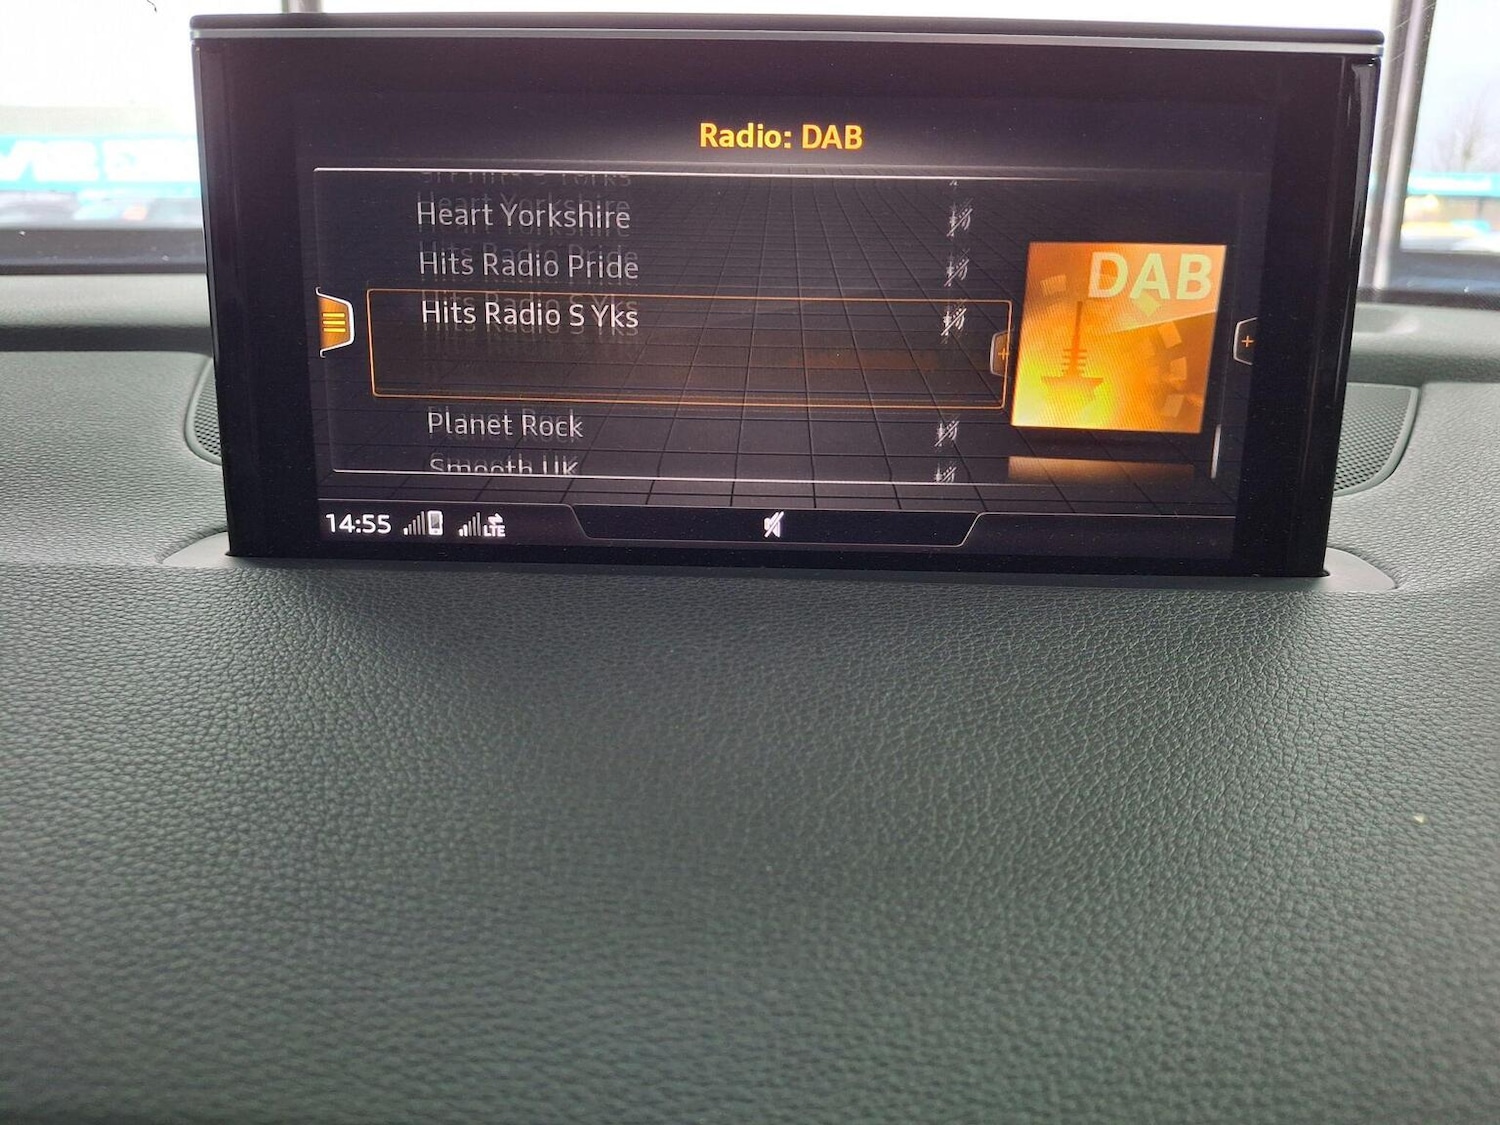 Radio: DAB
Heart Yorkshire
Hits Radio Pride
Hits Radio S Yks
DAB
Planet Rock
Smooth UK
14:55
LTE